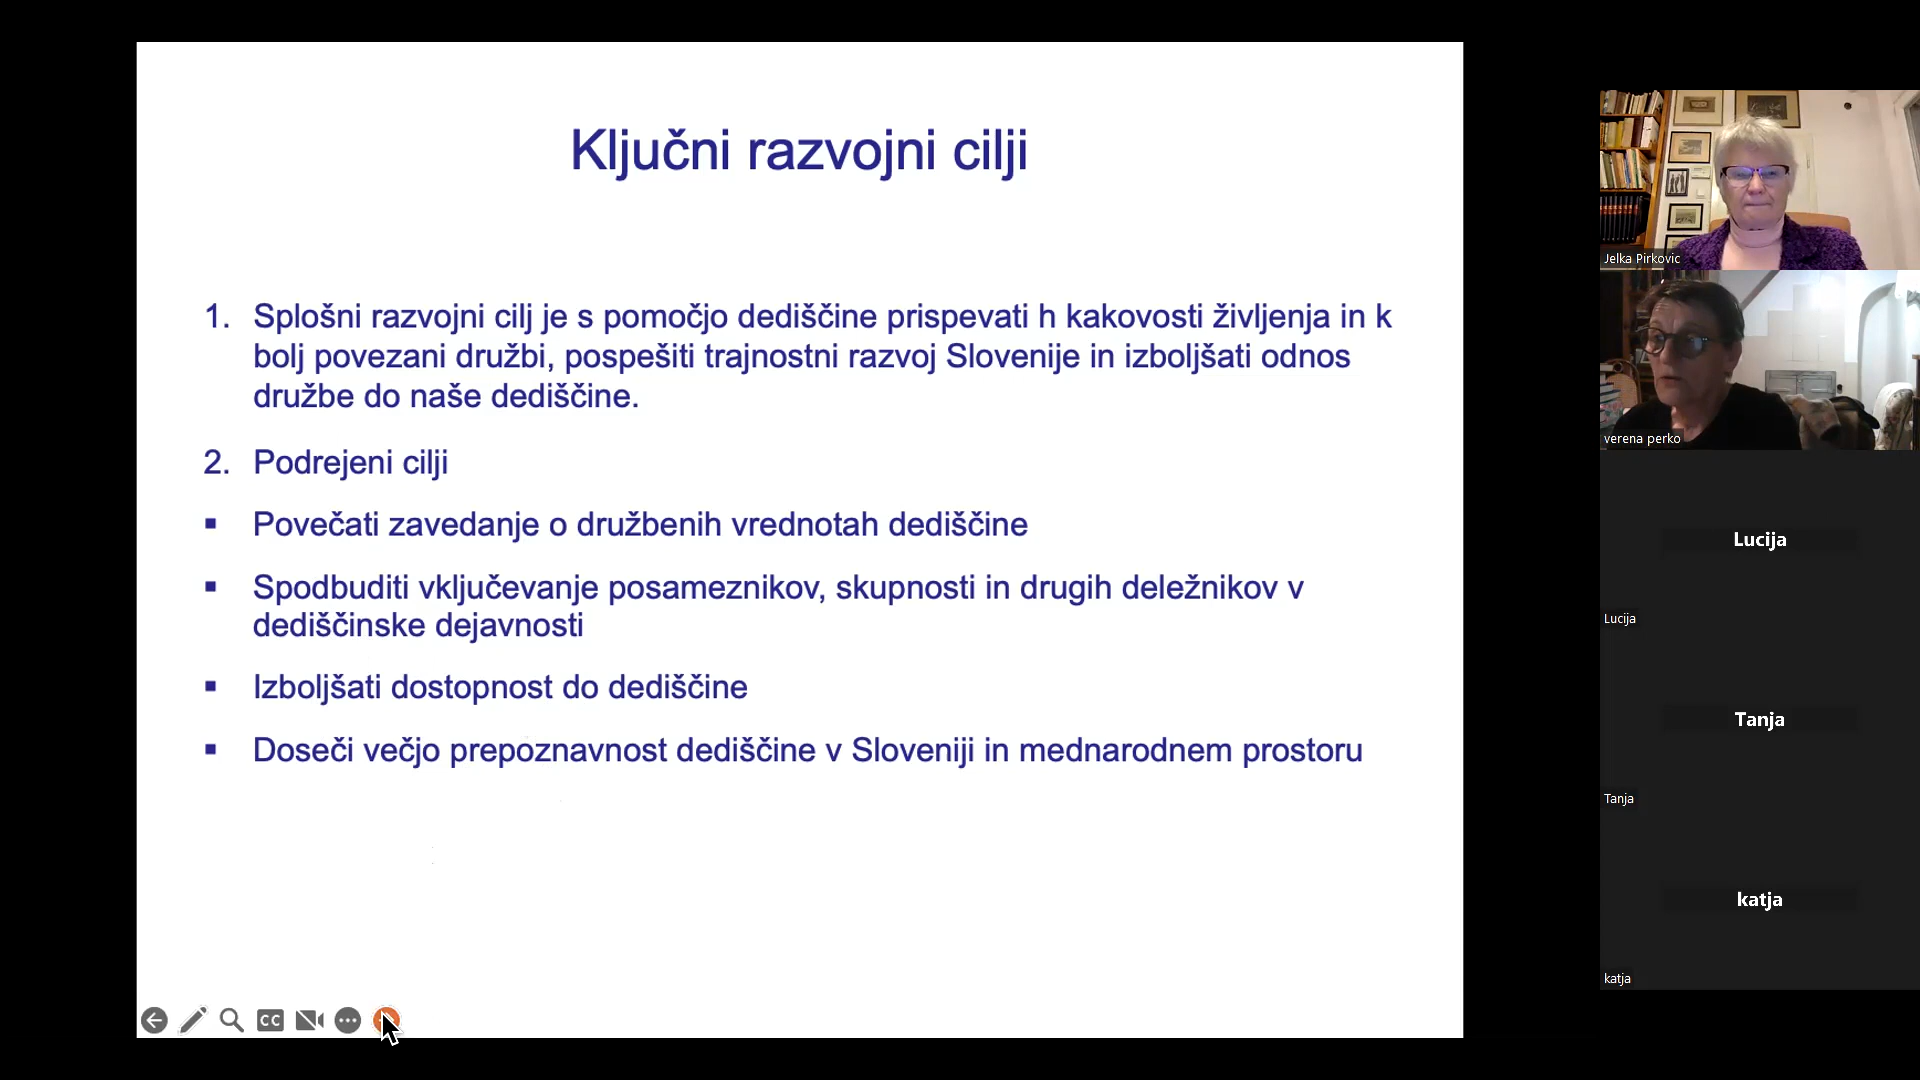 Ključni razvojni cilji
1. Splošni razvojni cilj je s pomočjo dediščine prispevati h kakovosti življenja in k
bolj povezani družbi, pospešiti trajnostni razvoj Slovenije in izboljšati odnos
družbe do naše dediščine.
2. Podrejeni cilji
▪ Povečati zavedanje o družbenih vrednotah dediščine
▪ Spodbuditi vključevanje posameznikov, skupnosti in drugih deležnikov v
dediščinske dejavnosti
▪ Izboljšati dostopnost do dediščine
▪ Doseči večjo prepoznavnost dediščine v Sloveniji in mednarodnem prostoru
CC
Jelka Pirkovic
verena perko
Lucija
Lucija
Tanja
Tanja
katja
katja